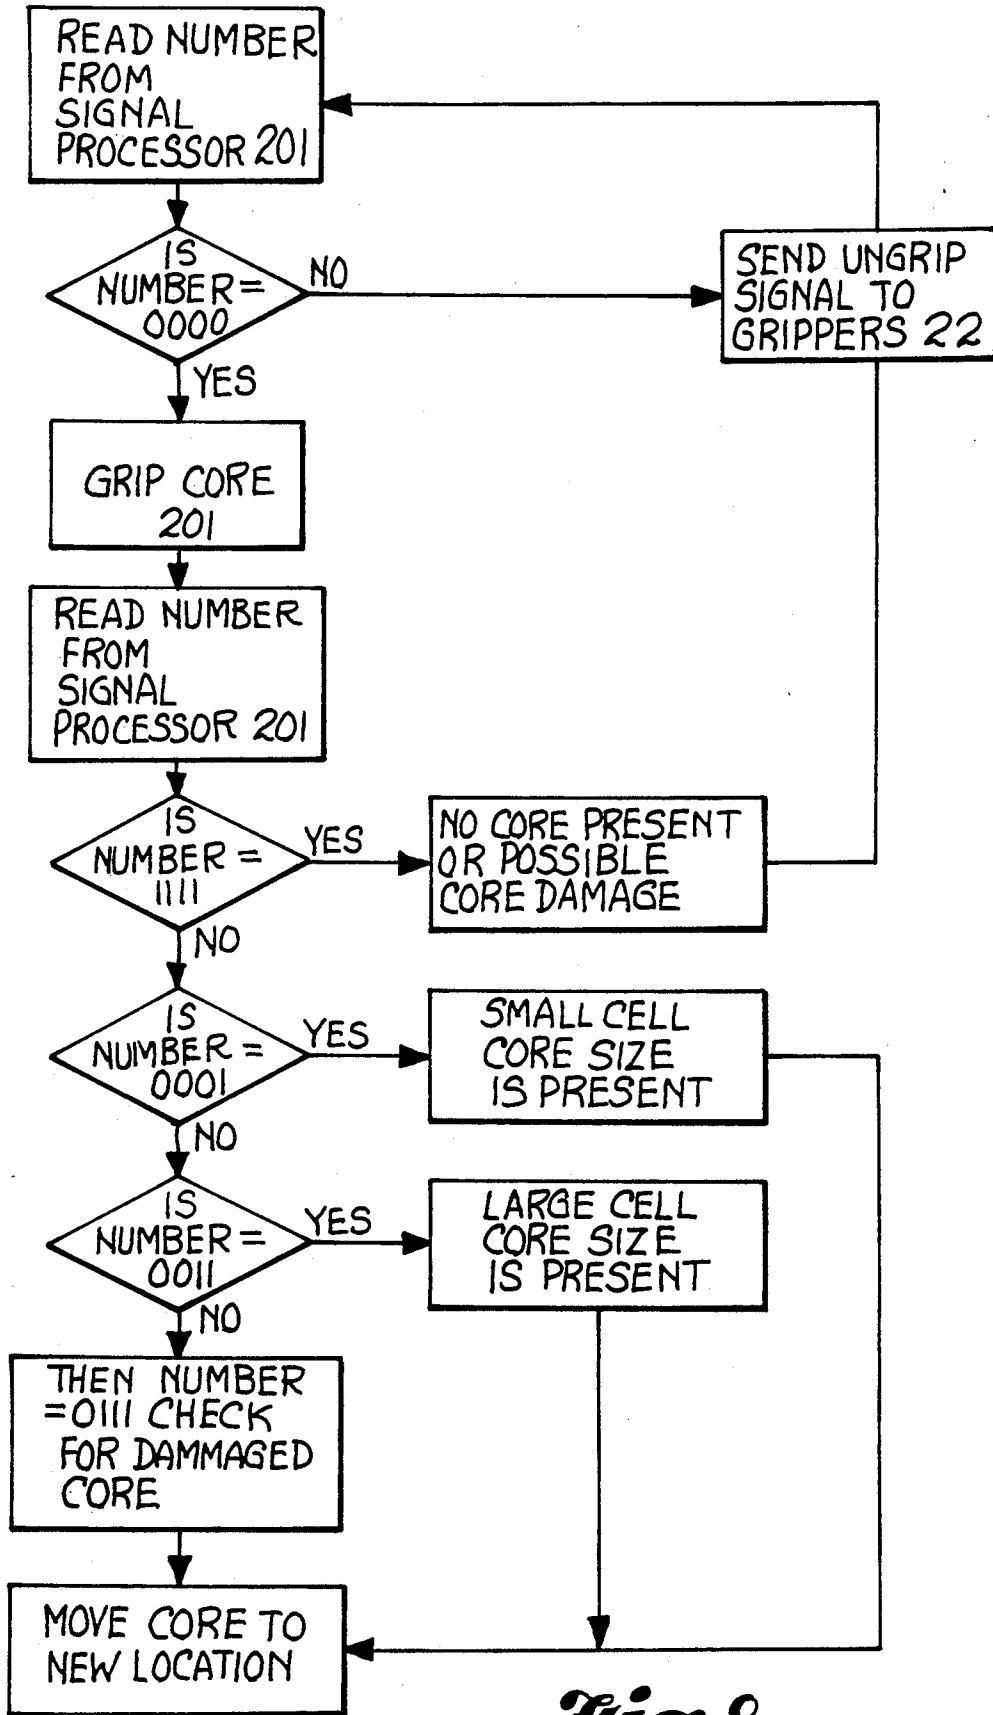 READ NUMBER
FROM
SIGNAL
PROCESSOR 201
IS
NUMBER =
0000
NO
SEND UNGRIP
SIGNAL TO
GRIPPERS 22
YES
GRIP CORE
201
READ NUMBER
FROM
SIGNAL
PROCESSOR 201
IS
NUMBER =
1111
YES
NO CORE PRESENT
OR POSSIBLE
CORE DAMAGE
NO
IS
NUMBER =
0001
YES
SMALL CELL
CORE SIZE
IS PRESENT
NO
IS
NUMBER =
0011
YES
LARGE CELL
CORE SIZE
IS PRESENT
NO
THEN NUMBER
=0111 CHECK
FOR DAMMAGED
CORE
MOVE CORE TO
NEW LOCATION